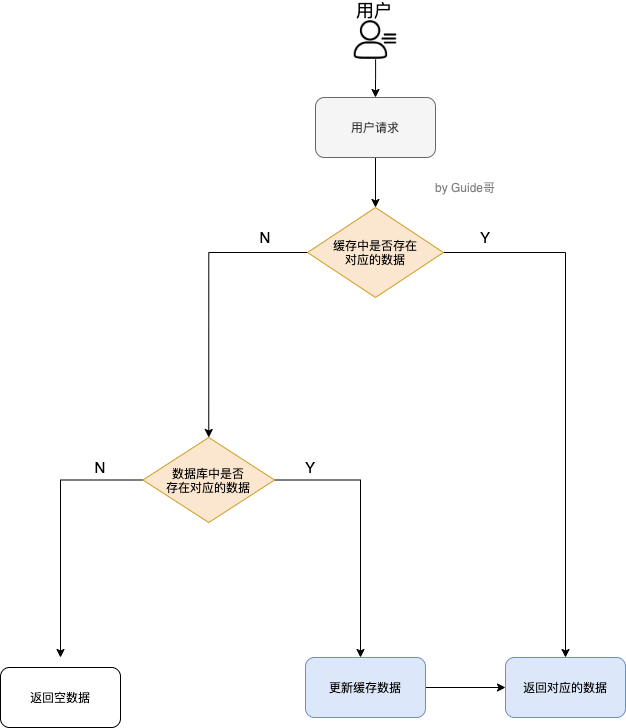 用户
用户请求
by Guide哥
N
Y
缓存中是否存在
对应的数据
N
Y
数据库中是否
存在对应的数据
返回空数据
更新缓存数据
返回对应的数据